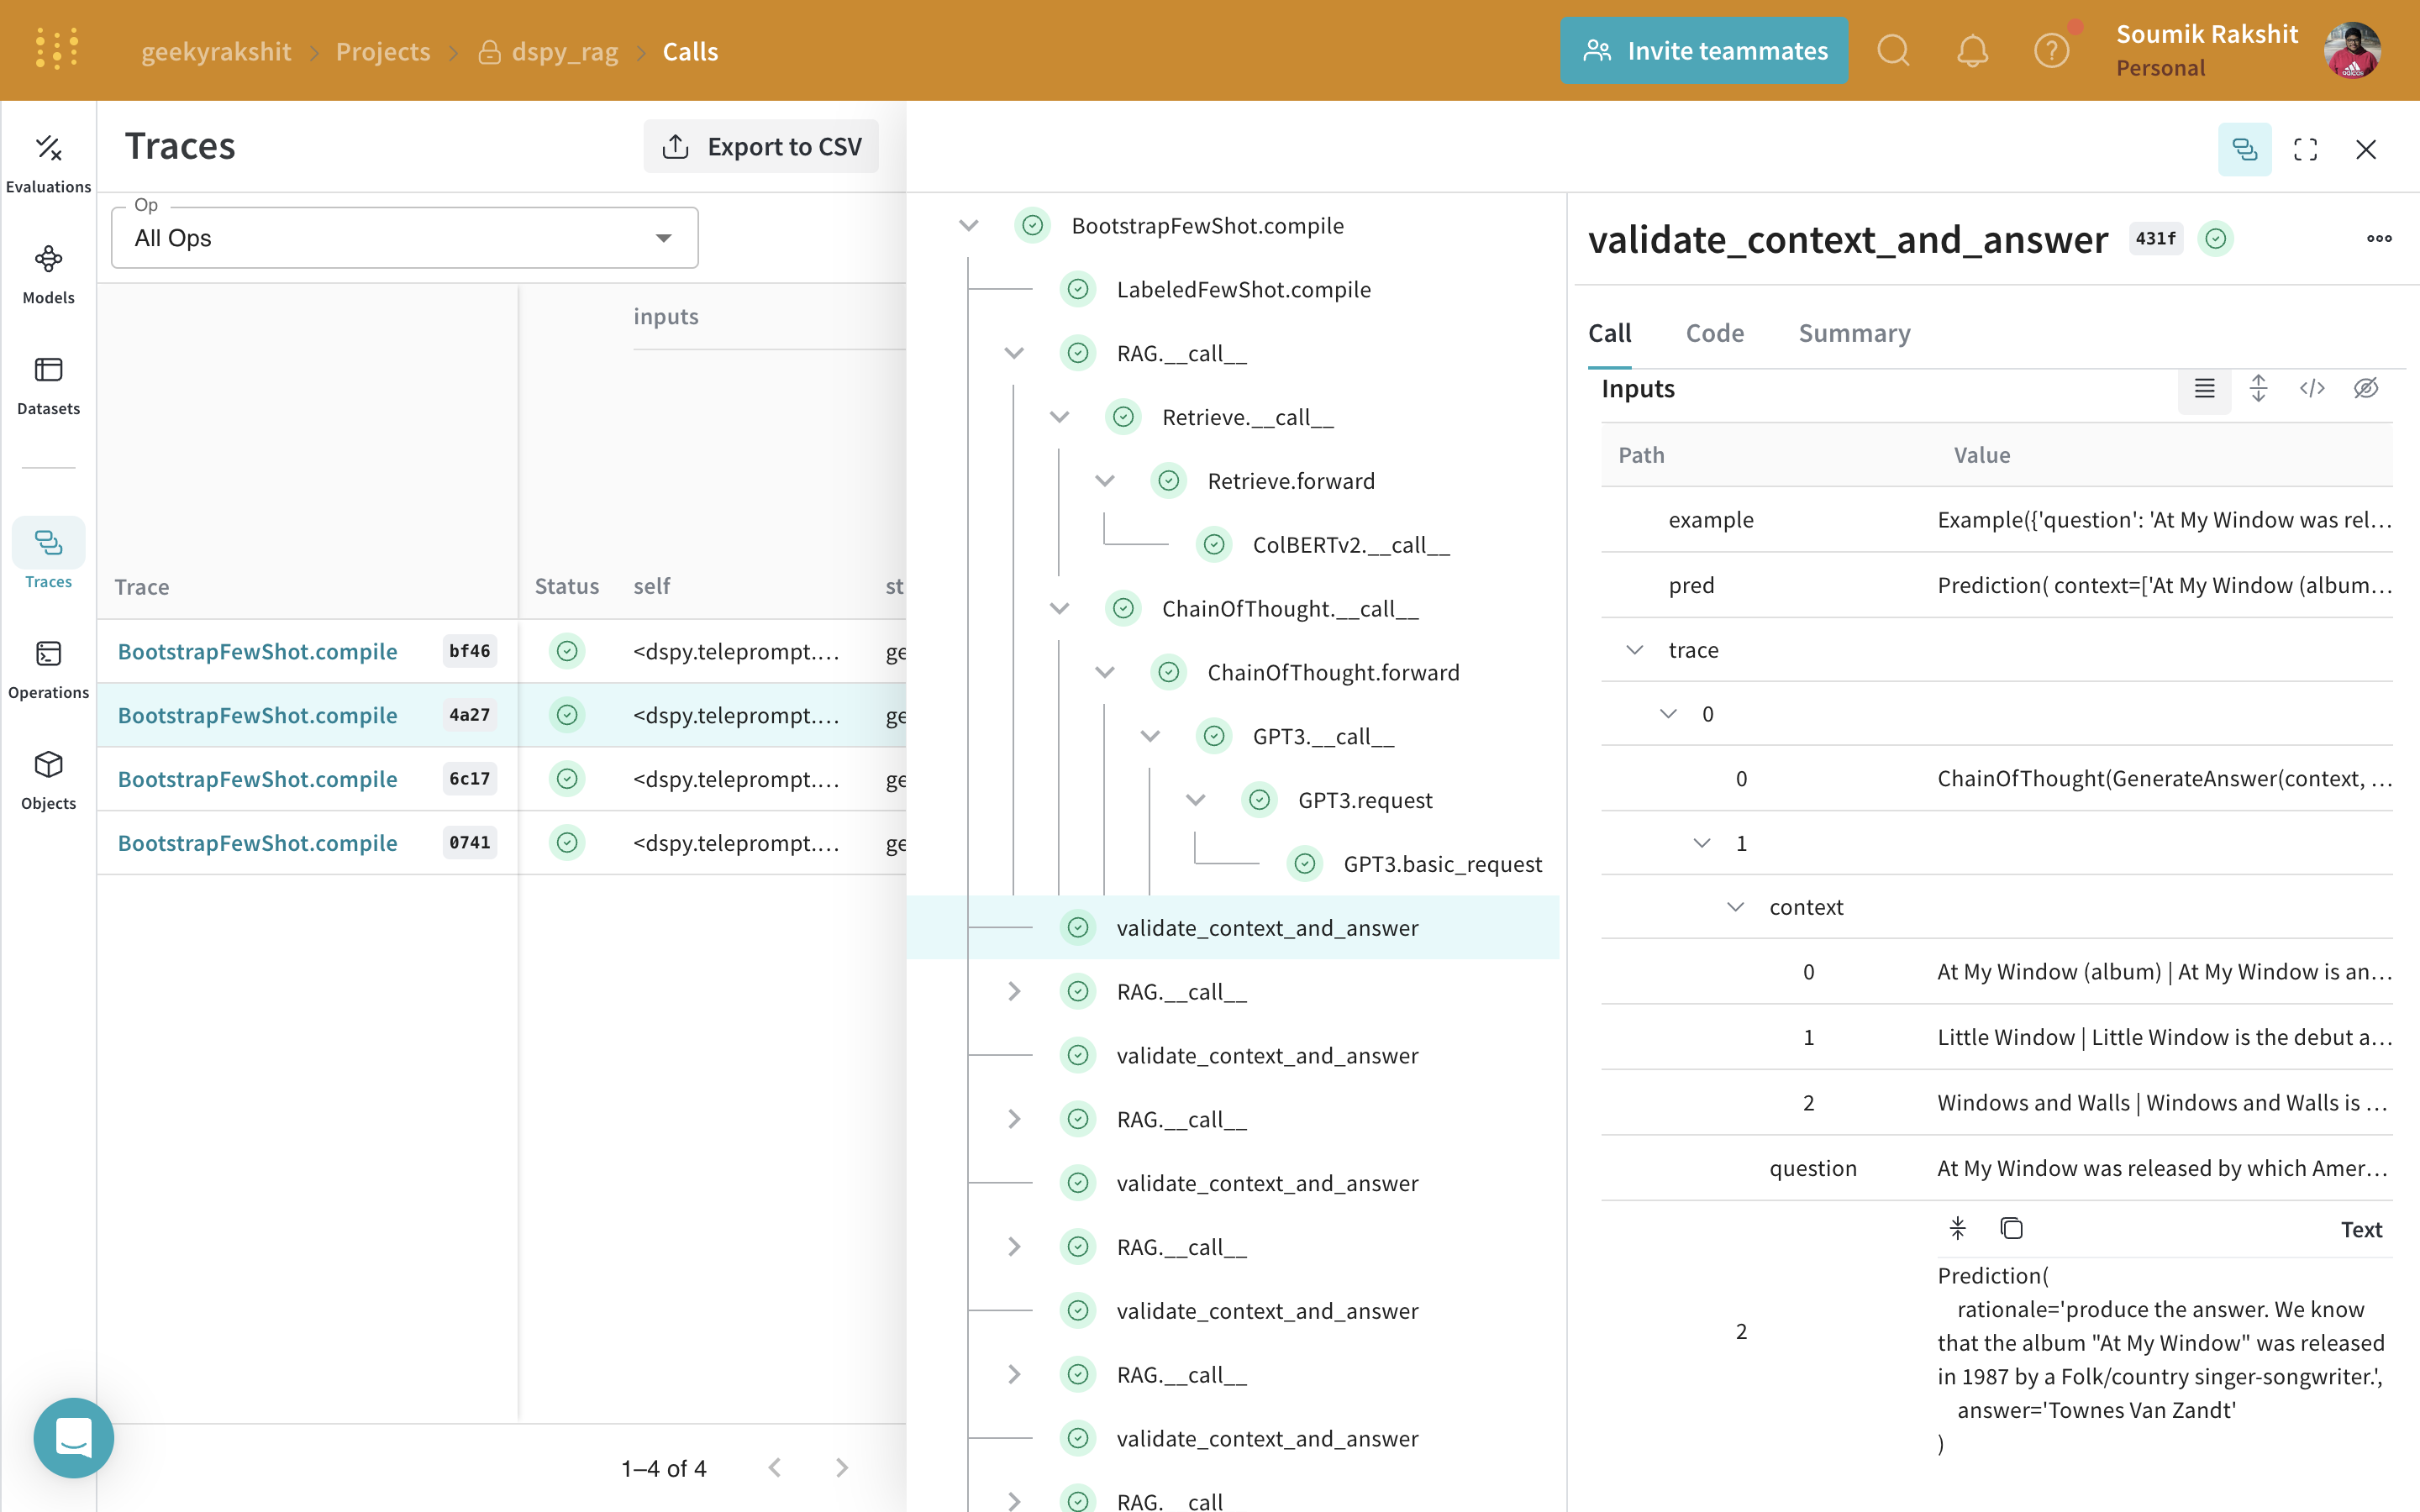 geekyrakshit > Projects > dspy_rag > Calls
Invite teammates
Soumik Rakshit
Personal
Evaluations
Models
Datasets
Traces
Operations
Objects
Traces
Export to CSV
Op
All Ops
inputs
Trace Status self st
BootstrapFewShot.compile bf46 <dspy.teleprompt.… ge
BootstrapFewShot.compile 4a27 <dspy.teleprompt.… ge
BootstrapFewShot.compile 6c17 <dspy.teleprompt.… ge
BootstrapFewShot.compile 0741 <dspy.teleprompt.… ge
1–4 of 4
BootstrapFewShot.compile
LabeledFewShot.compile
RAG.__call__
Retrieve.__call__
Retrieve.forward
ColBERTv2.__call__
ChainOfThought.__call__
ChainOfThought.forward
GPT3.__call__
GPT3.request
GPT3.basic_request
validate_context_and_answer
RAG.__call__
validate_context_and_answer
RAG.__call__
validate_context_and_answer
RAG.__call__
validate_context_and_answer
RAG.__call__
validate_context_and_answer
RAG.__call__
validate_context_and_answer 431f
Call Code Summary
Inputs
Path Value
example Example({'question': 'At My Window was rel…
pred Prediction( context=['At My Window (album…
trace
0
0 ChainOfThought(GenerateAnswer(context, …
1
context
0 At My Window (album) | At My Window is an…
1 Little Window | Little Window is the debut a…
2 Windows and Walls | Windows and Walls is …
question At My Window was released by which Amer…
Text
2
Prediction(
rationale='produce the answer. We know
that the album "At My Window" was released
in 1987 by a Folk/country singer-songwriter.',
answer='Townes Van Zandt'
)